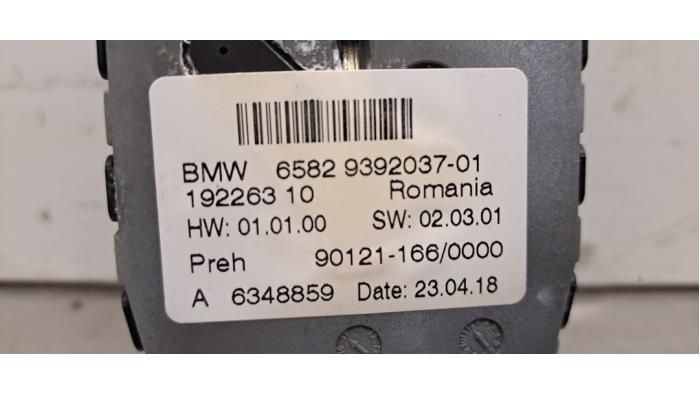 BMW 6582 9392037-01
192263 10 Romania
HW: 01.01.00 SW: 02.03.01
Preh 90121-166/0000
A 6348859 Date: 23.04.18